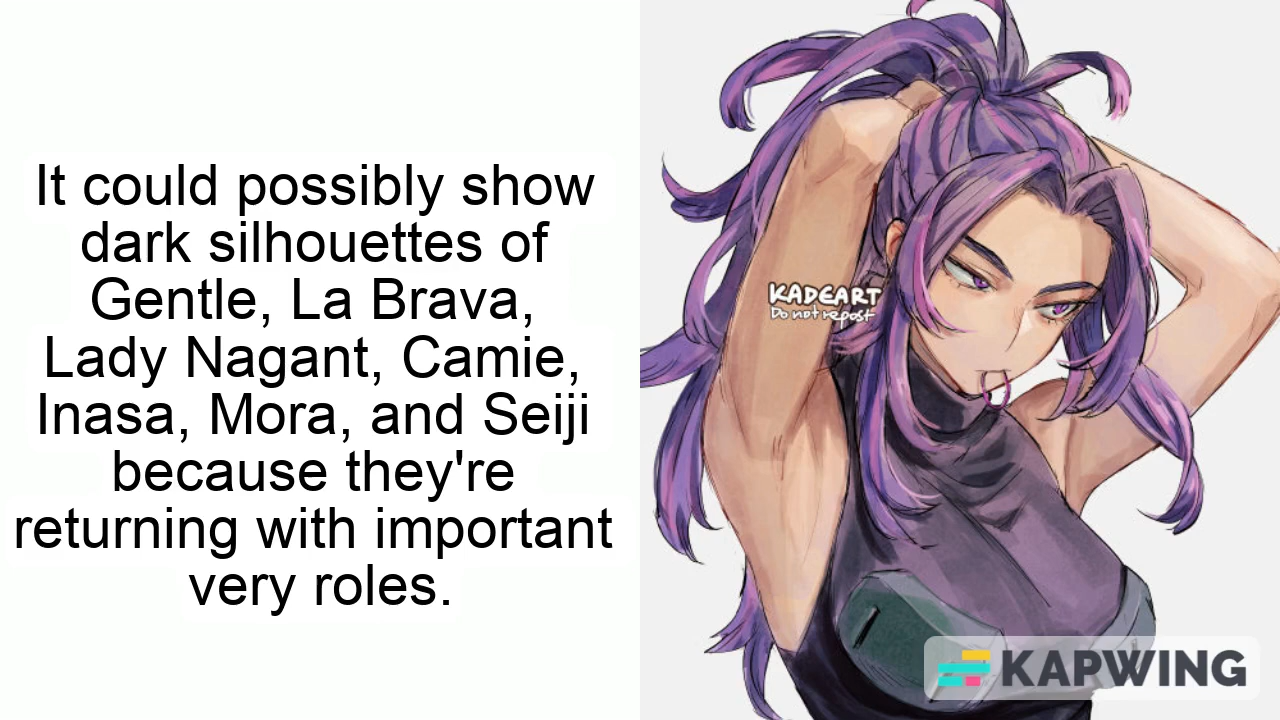 It could possibly show
dark silhouettes of
Gentle, La Brava,
Lady Nagant, Camie,
Inasa, Mora, and Seiji
because they're
returning with important
very roles.
KADEART
Do not repost
KAPWING